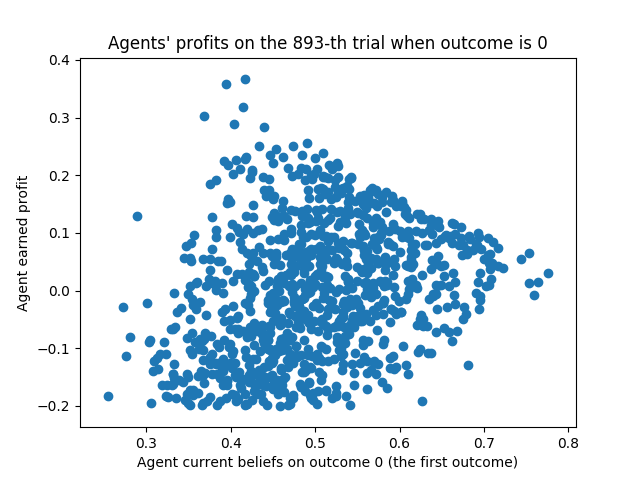 Agents' profits on the 893-th trial when outcome is 0
0.4
0.3
0.2
0.1
0.0
−0.1
−0.2
Agent earned profit
0.3 0.4 0.5 0.6 0.7 0.8
Agent current beliefs on outcome 0 (the first outcome)